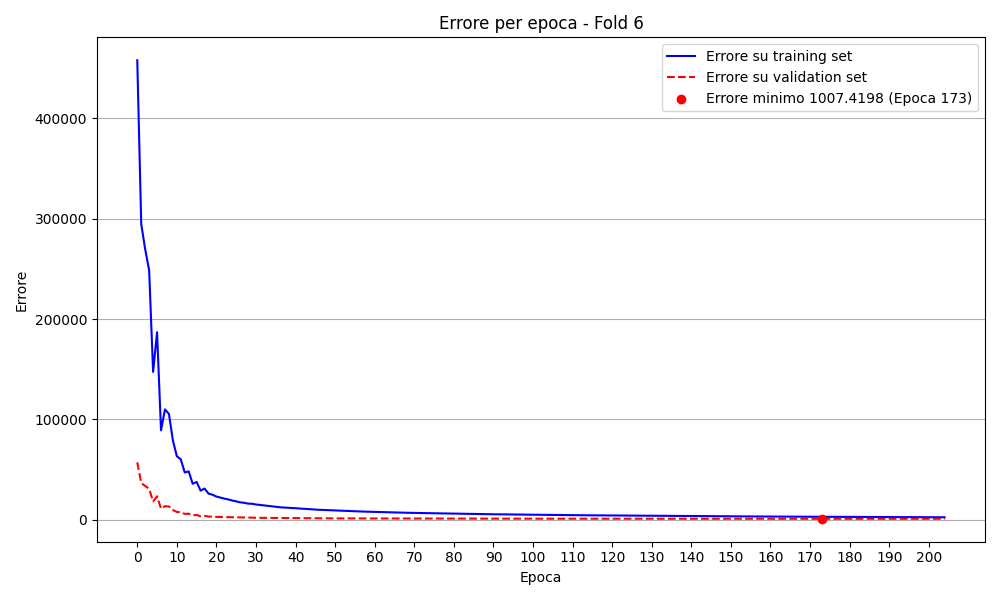 Errore per epoca - Fold 6
Errore su training set
Errore su validation set
Errore minimo 1007.4198 (Epoca 173)
Errore
400000
300000
200000
100000
0
0 10 20 30 40 50 60 70 80 90 100 110 120 130 140 150 160 170 180 190 200
Epoca